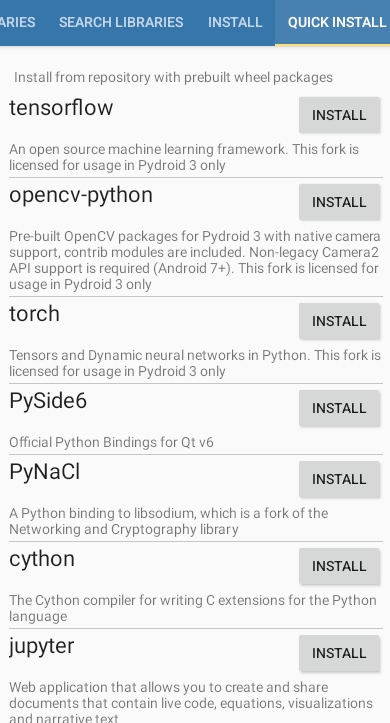 ARIES SEARCH LIBRARIES INSTALL QUICK INSTALL
Install from repository with prebuilt wheel packages
tensorflow INSTALL
An open source machine learning framework. This fork is
licensed for usage in Pydroid 3 only
opencv-python INSTALL
Pre-built OpenCV packages for Pydroid 3 with native camera
support, contrib modules are included. Non-legacy Camera2
API support is required (Android 7+). This fork is licensed for
usage in Pydroid 3 only
torch INSTALL
Tensors and Dynamic neural networks in Python. This fork is
licensed for usage in Pydroid 3 only
PySide6 INSTALL
Official Python Bindings for Qt v6
PyNaCl INSTALL
A Python binding to libsodium, which is a fork of the
Networking and Cryptography library
cython INSTALL
The Cython compiler for writing C extensions for the Python
language
jupyter INSTALL
Web application that allows you to create and share
documents that contain live code, equations, visualizations
and narrative text